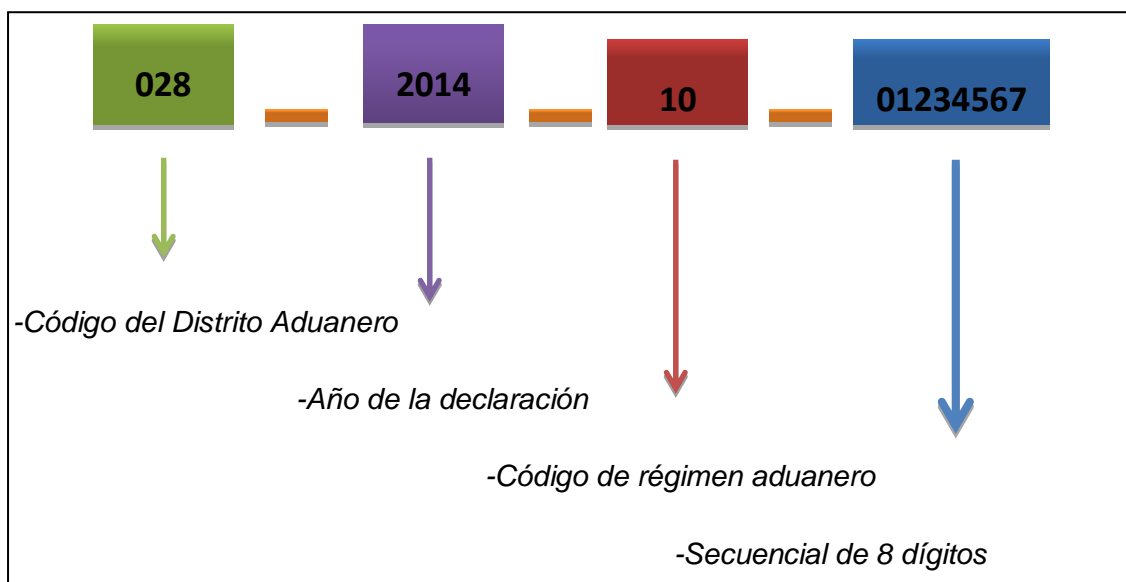 028 2014 10 01234567
-Código del Distrito Aduanero
-Año de la declaración
-Código de régimen aduanero
-Secuencial de 8 dígitos